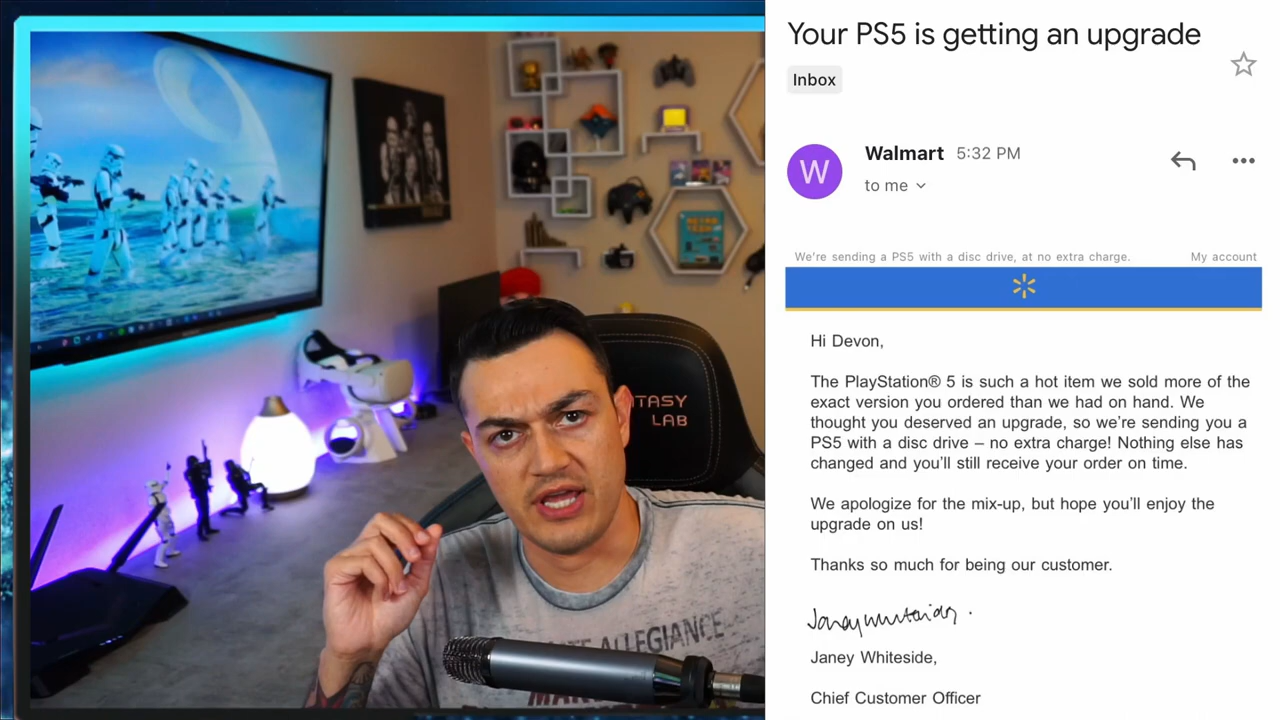 Your PS5 is getting an upgrade
Inbox
W
Walmart 5:32 PM
to me
We're sending a PS5 with a disc drive, at no extra charge. My account
Hi Devon,
The PlayStation® 5 is such a hot item we sold more of the
exact version you ordered than we had on hand. We
thought you deserved an upgrade, so we're sending you a
PS5 with a disc drive – no extra charge! Nothing else has
changed and you'll still receive your order on time.
We apologize for the mix-up, but hope you'll enjoy the
upgrade on us!
Thanks so much for being our customer.
Janey Whiteside,
Chief Customer Officer
LAB
ALLEGIANCE